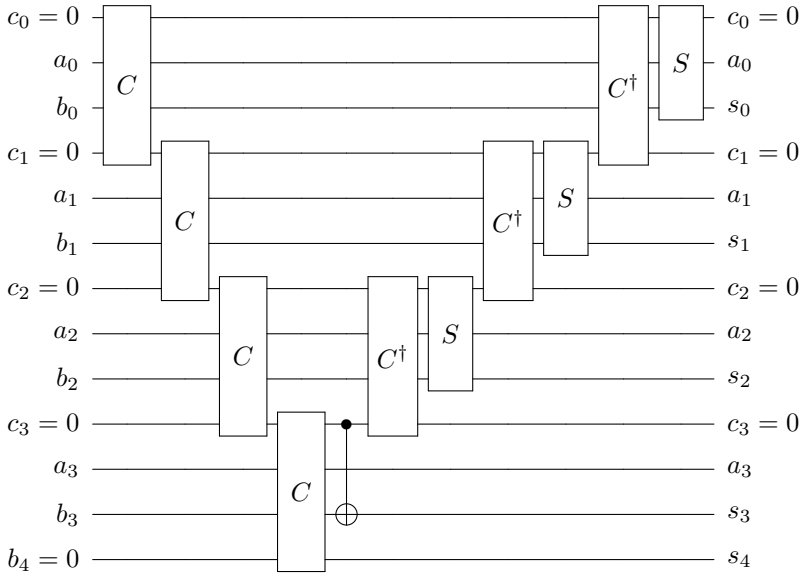 c₀ = 0 c₀ = 0
a₀ a₀
b₀ s₀
c₁ = 0 c₁ = 0
a₁ a₁
b₁ s₁
c₂ = 0 c₂ = 0
a₂ a₂
b₂ s₂
c₃ = 0 c₃ = 0
a₃ a₃
b₃ s₃
b₄ = 0 s₄
C C† S
C C† S
C C† S
C